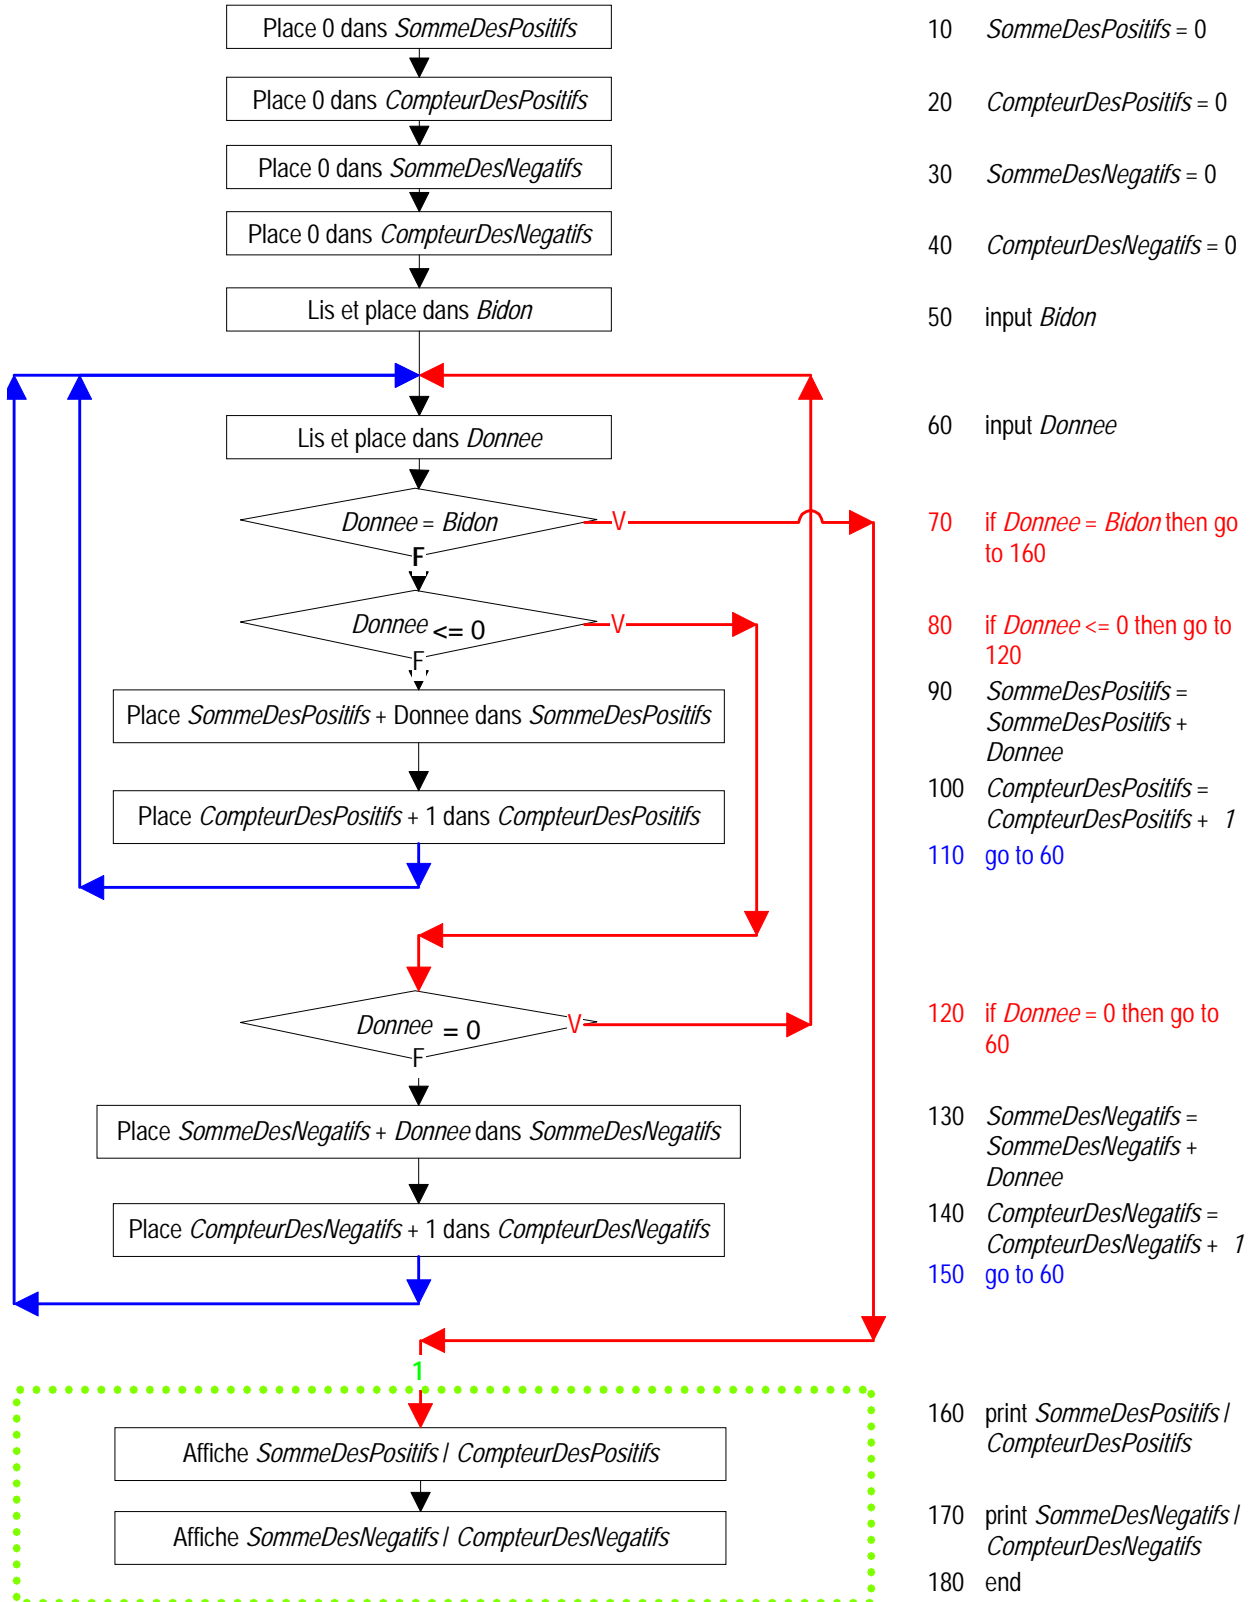 Place 0 dans SommeDesPositifs
Place 0 dans CompteurDesPositifs
Place 0 dans SommeDesNegatifs
Place 0 dans CompteurDesNegatifs
Lis et place dans Bidon
Lis et place dans Donnee
Donnee = Bidon
V
F
Donnee <= 0
V
F
Place SommeDesPositifs + Donnee dans SommeDesPositifs
Place CompteurDesPositifs + 1 dans CompteurDesPositifs
Donnee = 0
V
F
Place SommeDesNegatifs + Donnee dans SommeDesNegatifs
Place CompteurDesNegatifs + 1 dans CompteurDesNegatifs
1
Affiche SommeDesPositifs / CompteurDesPositifs
Affiche SommeDesNegatifs / CompteurDesNegatifs
10 SommeDesPositifs = 0
20 CompteurDesPositifs = 0
30 SommeDesNegatifs = 0
40 CompteurDesNegatifs = 0
50 input Bidon
60 input Donnee
70 if Donnee = Bidon then go
to 160
80 if Donnee <= 0 then go to
120
90 SommeDesPositifs =
SommeDesPositifs +
Donnee
100 CompteurDesPositifs =
CompteurDesPositifs + 1
110 go to 60
120 if Donnee = 0 then go to
60
130 SommeDesNegatifs =
SommeDesNegatifs +
Donnee
140 CompteurDesNegatifs =
CompteurDesNegatifs + 1
150 go to 60
160 print SommeDesPositifs /
CompteurDesPositifs
170 print SommeDesNegatifs /
CompteurDesNegatifs
180 end